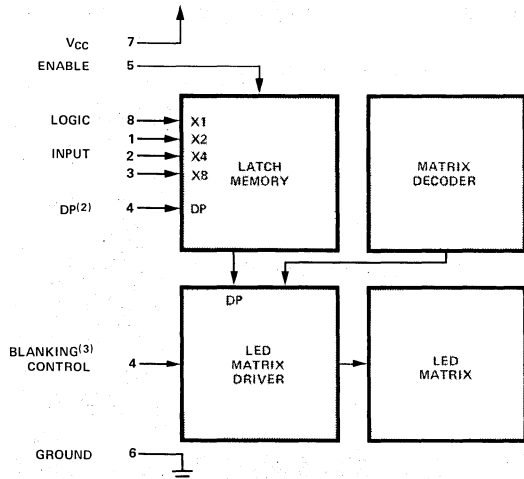 VCC 7
ENABLE 5
LOGIC 8 X1
1 X2
INPUT 2 X4
3 X8
DP(2) 4 DP
LATCH
MEMORY
MATRIX
DECODER
DP
BLANKING(3)
CONTROL 4
LED
MATRIX
DRIVER
LED
MATRIX
GROUND 6